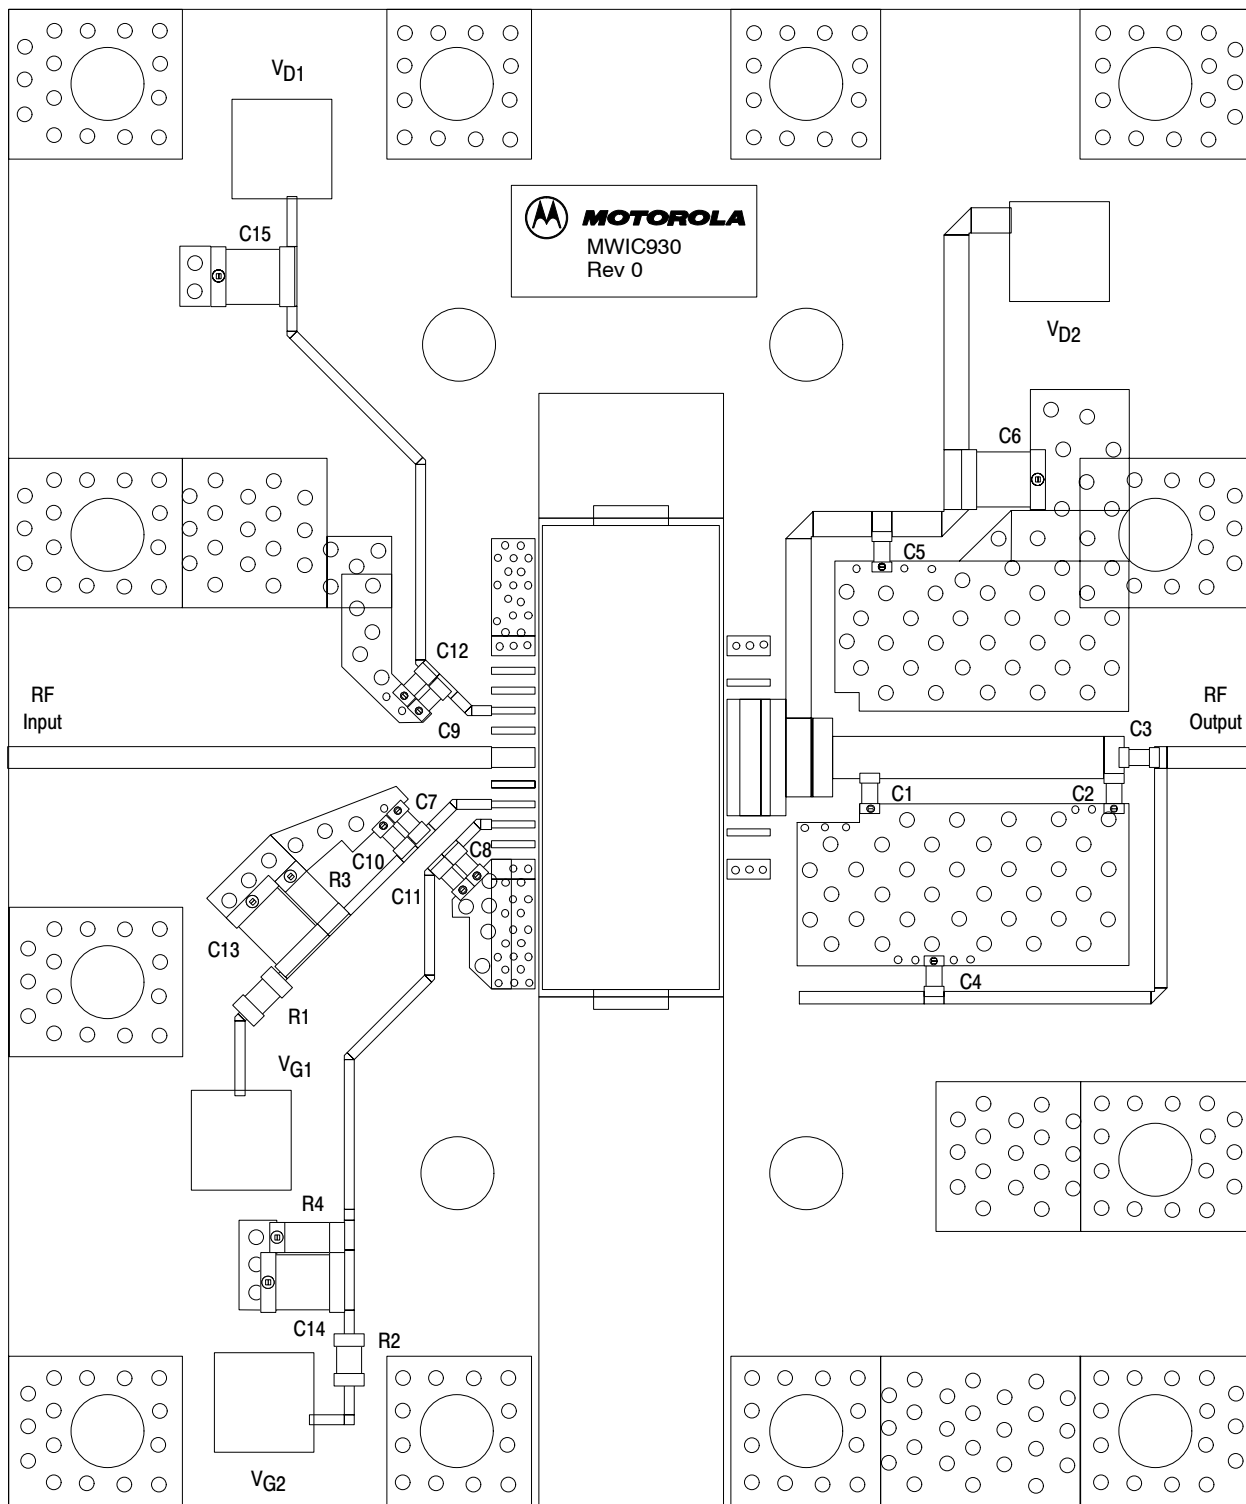 VD1
C15
MOTOROLA
MWIC930
Rev 0
VD2
C6
C5
C12
RF
Input
C9
RF
Output
C3
C7
C1
C2
C8
C10
R3
C11
C13
C4
R1
VG1
R4
C14
R2
VG2